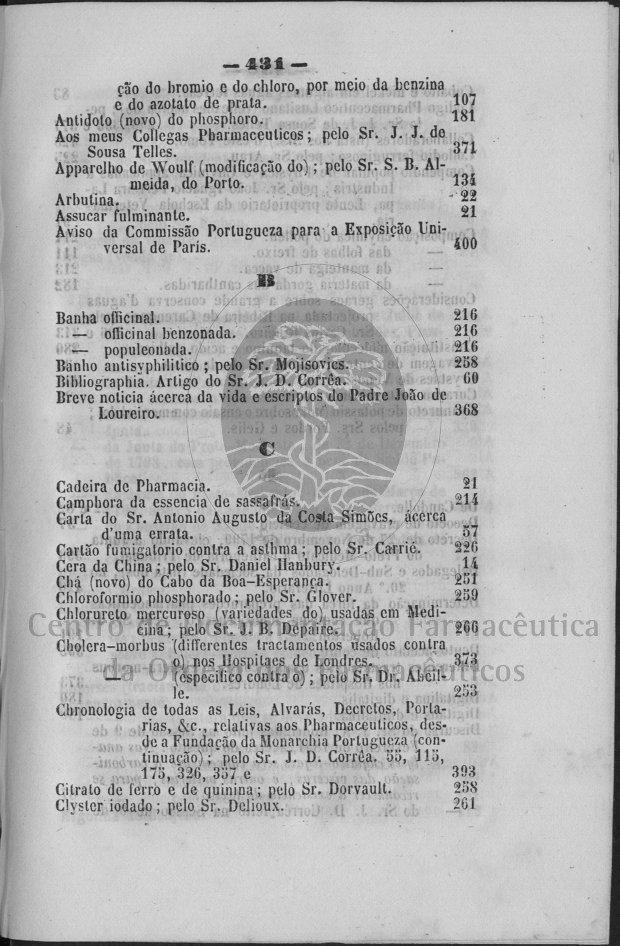 — 431 —
ção do bromio e do chloro, por meio da benzina
e do azotato de prata. 107
Antidoto (novo) do phosphoro. 181
Aos meus Collegas Pharmaceuticos; pelo Sr. J. J. de
Sousa Telles. 371
Apparelho de Woulf (modificação do); pelo Sr. S. B. Al-
meida, do Porto. 134
Arbutina. 22
Assucar fulminante. 21
Aviso da Commissão Portugueza para a Exposição Uni-
versal de París. 400
B
Banha officinal. 216
— officinal benzonada. 216
— populeonada. 216
Banho antisyphilitico; pelo Sr. Mojisovics. 258
Bibliographia. Artigo do Sr. J. D. Corrêa. 60
Breve noticia ácerca da vida e escriptos do Padre João de
Loureiro. 368
C
Cadeira de Pharmacia. 21
Camphora da essencia de sassafrás. 214
Carta do Sr. Antonio Augusto da Costa Simões, ácerca
d'uma errata. 57
Cartão fumigatorio contra a asthma; pelo Sr. Carrié. 226
Cera da China; pelo Sr. Daniel Hanbury. 14
Chá (novo) do Cabo da Boa-Esperança. 251
Chloroformio phosphorado; pelo Sr. Glover. 259
Chlorureto mercuroso (variedades do) usadas em Medi-
cina; pelo Sr. J. B. Depaire. 266
Centro de Documentação Farmacêutica
Cholera-morbus (differentes tractamentos usados contra
o) nos Hospitaes de Londres. 373
da Ordem dos Farmacêuticos
— (especifico contra o); pelo Sr. Dr. Abeil-
le. 253
Chronologia de todas as Leis, Alvarás, Decretos, Porta-
rias, &c., relativas aos Pharmaceuticos, des-
de a Fundação da Monarchia Portugueza (con-
tinuação); pelo Sr. J. D. Corrêa. 55, 115,
175, 326, 357 e 393
Citrato de ferro e de quinina; pelo Sr. Dorvault. 258
Clyster iodado; pelo Sr. Delioux. 261